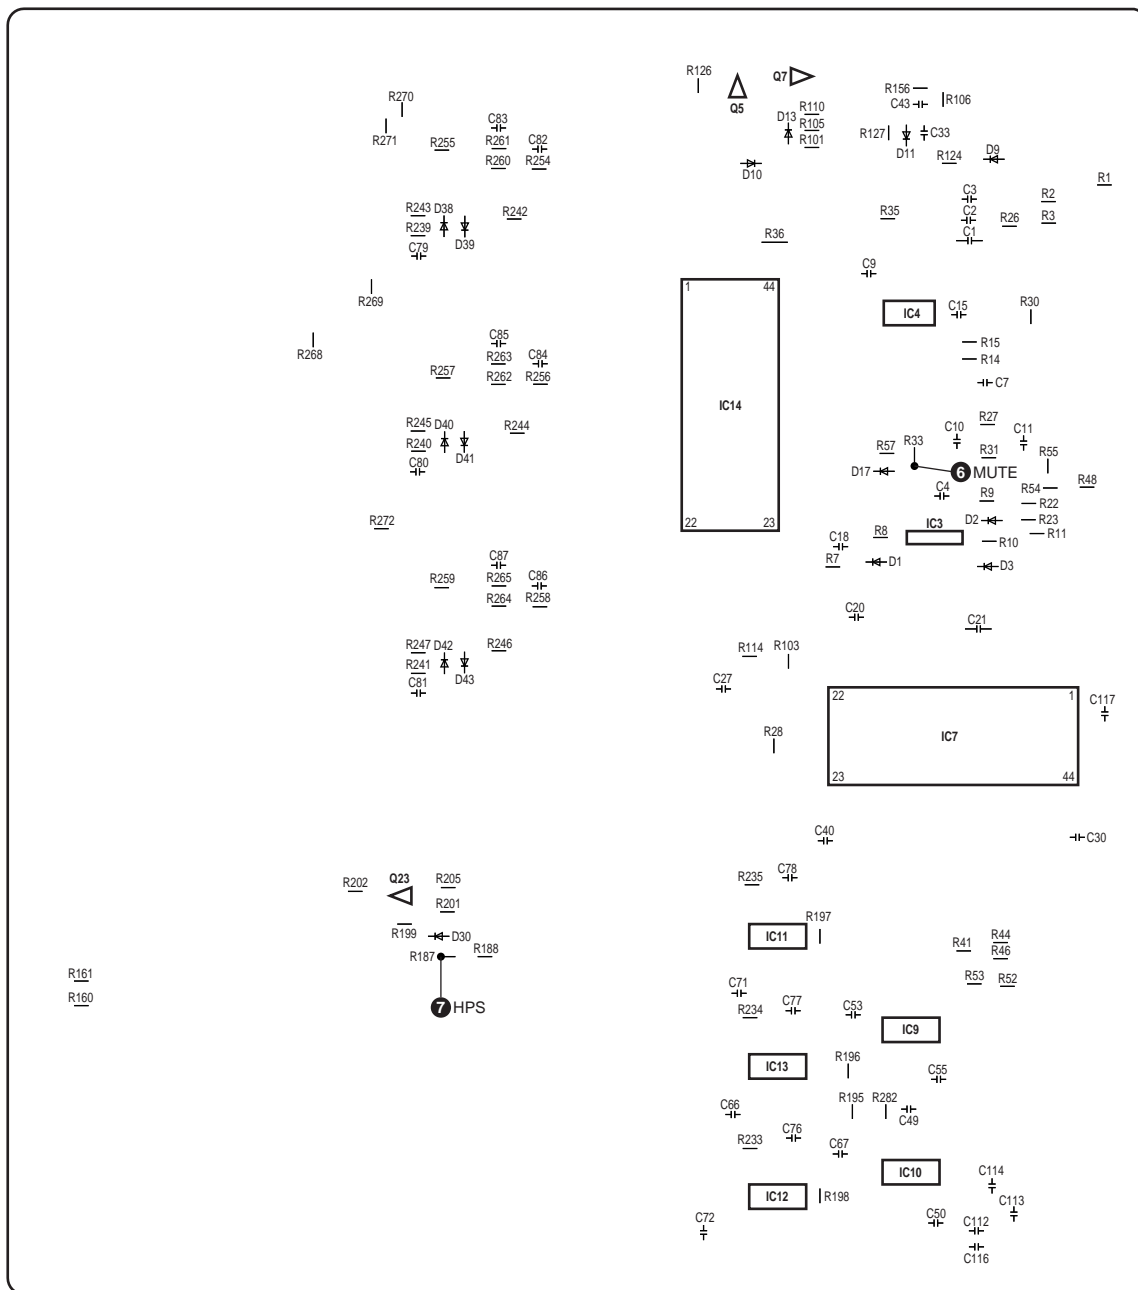 R126
Q7
Q5
R156
C43
R106
R270
R271
C83
R261
R260
R255
C82
R254
D13
R110
R105
R101
D10
R127
D11
C33
R124
D9
R1
R243
D38
R239
D39
C79
R242
R35
C3
C2
C1
R26
R2
R3
R36
C9
R269
R268
1
44
IC14
22
23
IC4
C15
R30
R15
R14
C7
C85
R263
R262
R257
C84
R256
R245
D40
R240
D41
C80
R244
R57
R33
C10
R27
R31
C11
R55
D17
6 MUTE
C4
R9
R54
R48
R22
R272
D2
R23
R8
IC3
R11
R10
C18
R7
D1
D3
C87
R265
R264
R259
C86
R258
C20
C21
R247
D42
R241
D43
C81
R246
R114
R103
C27
22
1
IC7
23
44
C117
R28
C40
C30
R202
Q23
R205
R201
R235
C78
R199
D30
IC11
R197
R187
R188
R41
R44
R46
R161
R160
7 HPS
C71
R53
R52
R234
C77
C53
IC9
IC13
R196
C55
C66
R195
R282
C49
R233
C76
C67
IC10
C114
IC12
R198
C113
C72
C50
C112
C116